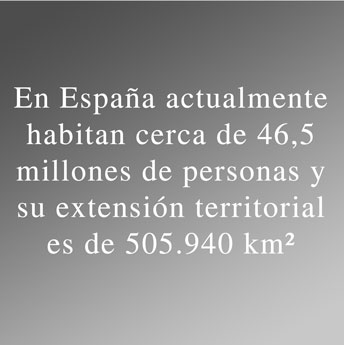 En España actualmente
habitan cerca de 46,5
millones de personas y
su extensión territorial
es de 505.940 km²